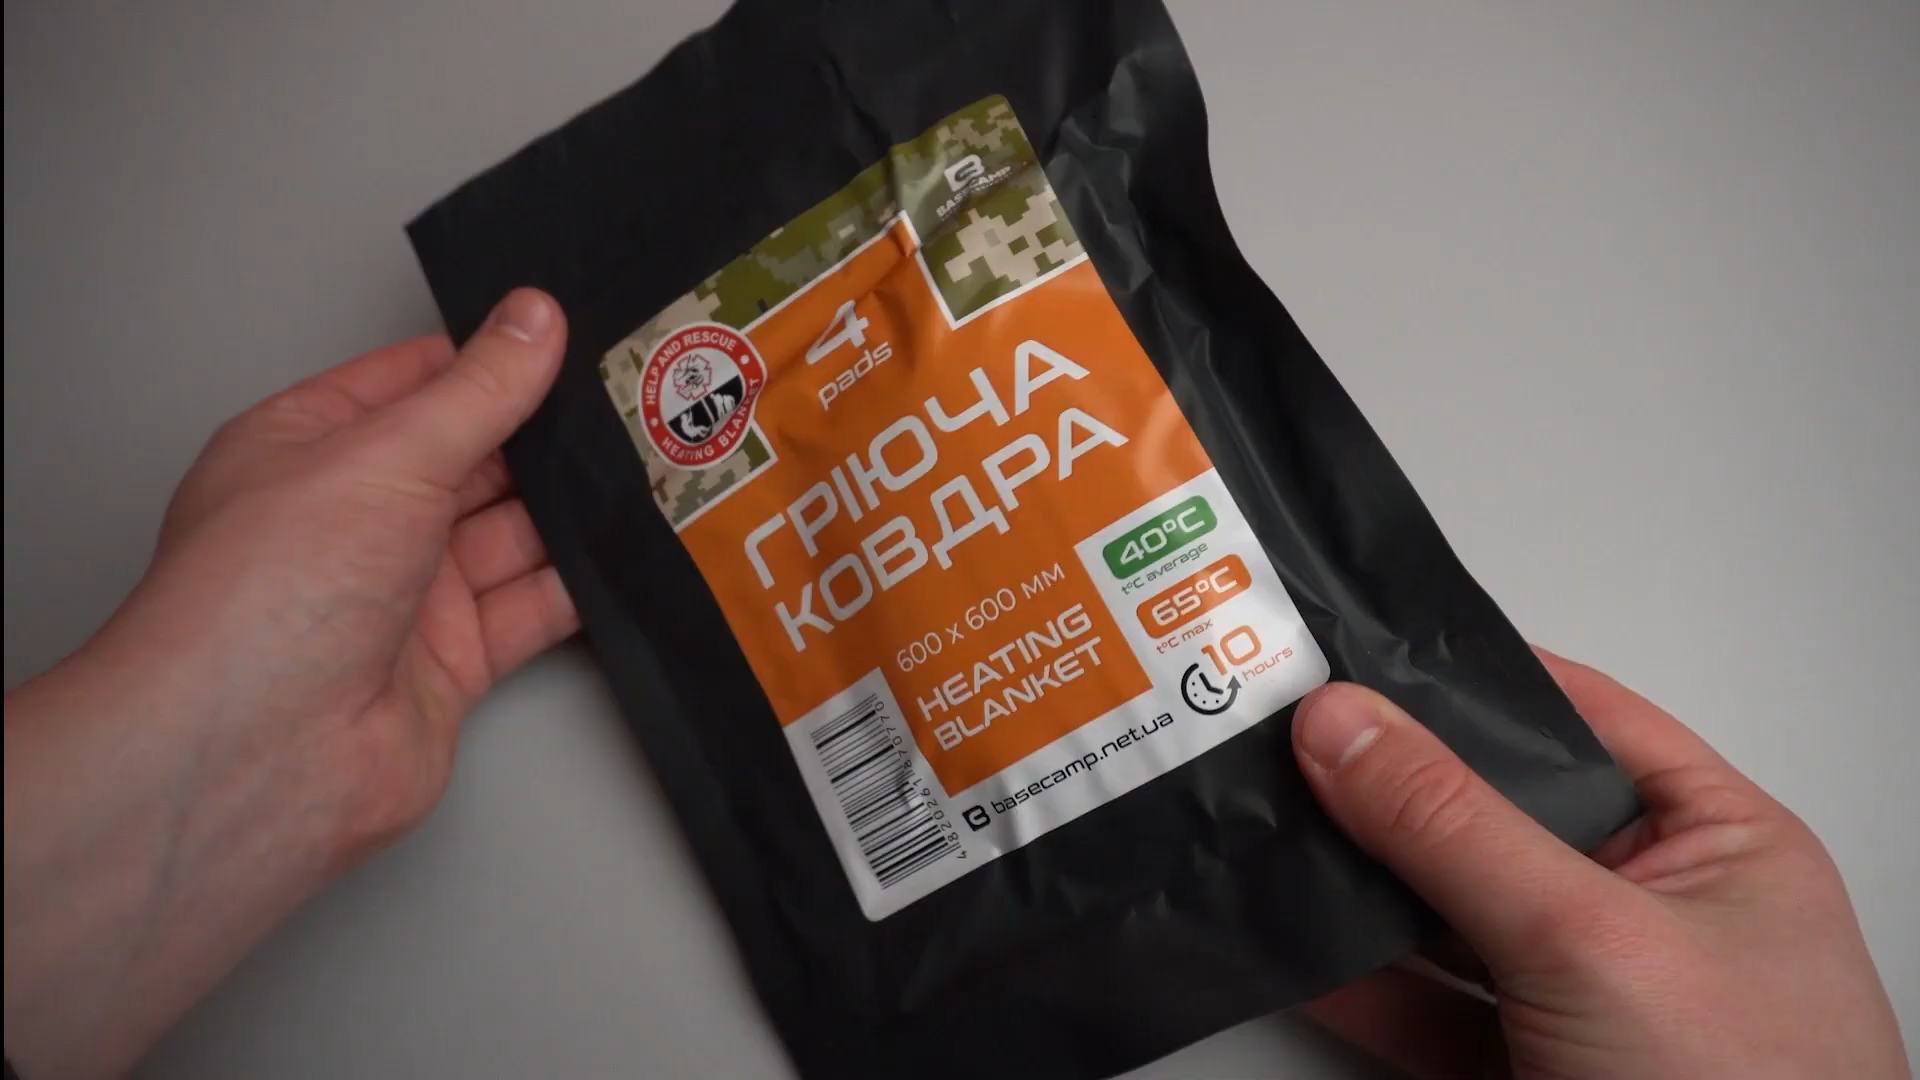 BASECAMP
HELP AND RESCUE
HEATING BLANKET
4
pads
ГРІЮЧА
КОВДРА
600 x 600 мм
HEATING
BLANKET
40°C
t°C average
65°C
t°C max
10
hours
basecamp.net.ua